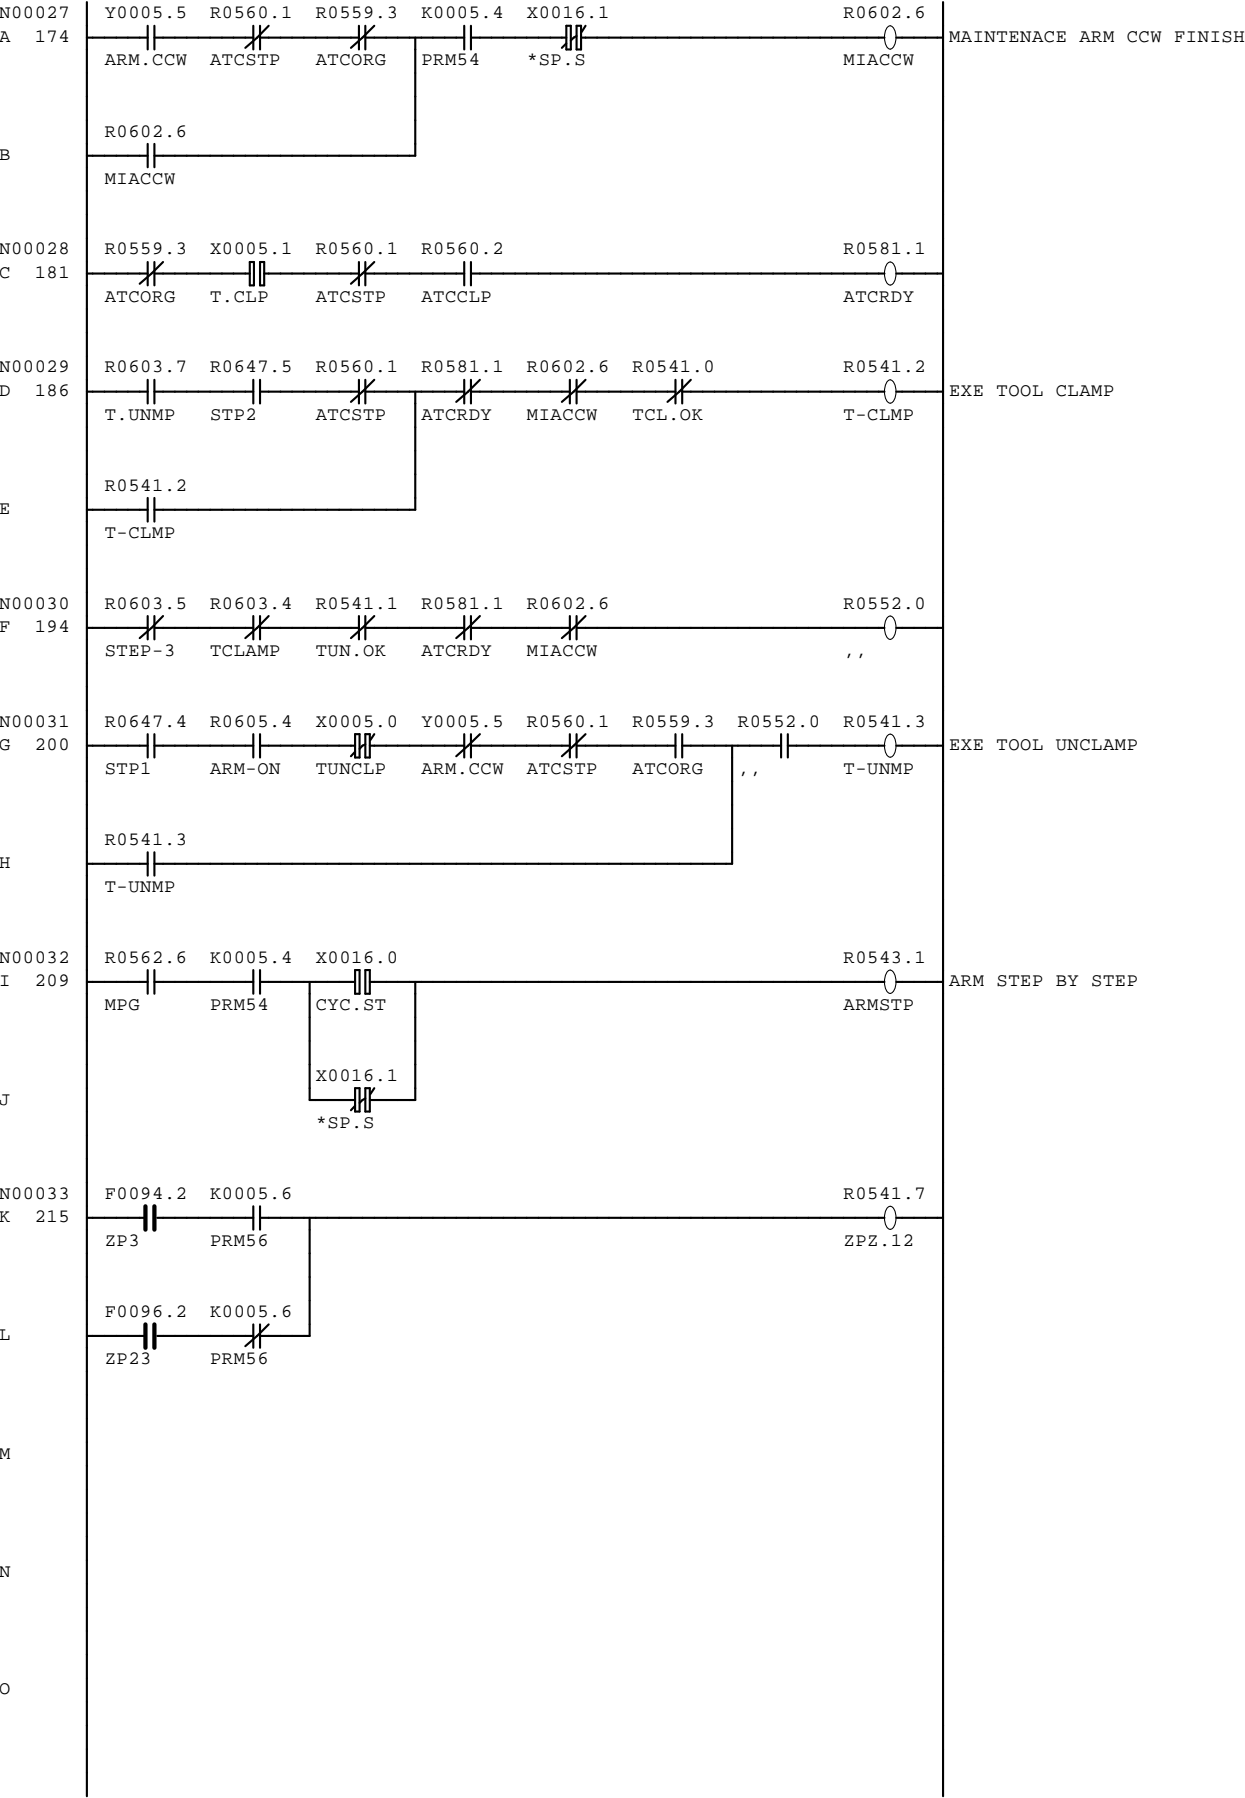 N00027 Y0005.5 R0560.1 R0559.3 K0005.4 X0016.1 R0602.6
A 174 MAINTENACE ARM CCW FINISH
ARM.CCW ATCSTP ATCORG PRM54 *SP.S MIACCW
R0602.6
B
MIACCW
N00028 R0559.3 X0005.1 R0560.1 R0560.2 R0581.1
C 181
ATCORG T.CLP ATCSTP ATCCLP ATCRDY
N00029 R0603.7 R0647.5 R0560.1 R0581.1 R0602.6 R0541.0 R0541.2
D 186 EXE TOOL CLAMP
T.UNMP STP2 ATCSTP ATCRDY MIACCW TCL.OK T-CLMP
R0541.2
E
T-CLMP
N00030 R0603.5 R0603.4 R0541.1 R0581.1 R0602.6 R0552.0
F 194
STEP-3 TCLAMP TUN.OK ATCRDY MIACCW ,,
N00031 R0647.4 R0605.4 X0005.0 Y0005.5 R0560.1 R0559.3 R0552.0 R0541.3
G 200 EXE TOOL UNCLAMP
STP1 ARM-ON TUNCLP ARM.CCW ATCSTP ATCORG ,, T-UNMP
R0541.3
H
T-UNMP
N00032 R0562.6 K0005.4 X0016.0 R0543.1
I 209 ARM STEP BY STEP
MPG PRM54 CYC.ST ARMSTP
X0016.1
J
*SP.S
N00033 F0094.2 K0005.6 R0541.7
K 215
ZP3 PRM56 ZPZ.12
F0096.2 K0005.6
L
ZP23 PRM56
M
N
O